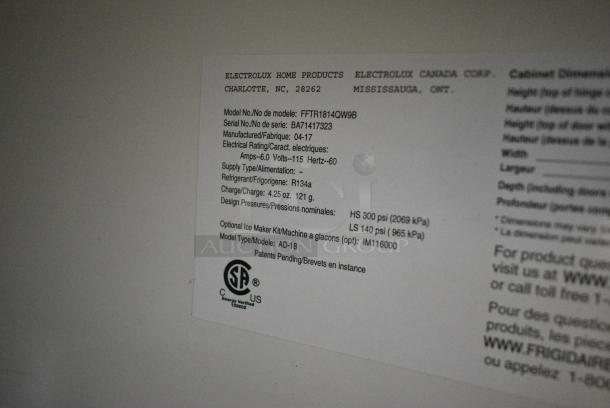 ELECTROLUX HOME PRODUCTS ELECTROLUX CANADA CORP.
CHARLOTTE, NC, 28262 MISSISSAUGA, ONT.
Model No./No de modele: FFTR1814QW9B
Serial No./No de serie: BA71417323
Manufactured/Fabrique: 04-17
Electrical Rating/Caract. electriques:
Amps-6.0 Volts-115 Hertz-60
Supply Type/Alimentation: -
Refrigerant/Frigorigene: R134a
Charge/Charge: 4.25 oz. 121 g.
Design Pressures/Pressions nominales: HS 300 psi (2069 kPa)
LS 140 psi ( 965 kPa)
Optional Ice Maker Kit/Machine a glacons (opt): IM116000
Model Type/Modele: AD-18
Patents Pending/Brevets en instance
AUCTION GROUP
CSA ®
C US
Energy Verified
Cabinet Dimensi
Height (top of hinge
Hauteur (dessus du
Height (top of door
Hauteur (dessus de la
Width
Largeur
Depth (including doors
Profondeur (portes
* Dimensions may vary
* La dimension peut
For product que
visit us at WWW.
or call toll free 1-
Pour des question
produits, les piece
WWW.FRIGIDAIRE
ou appelez 1-80